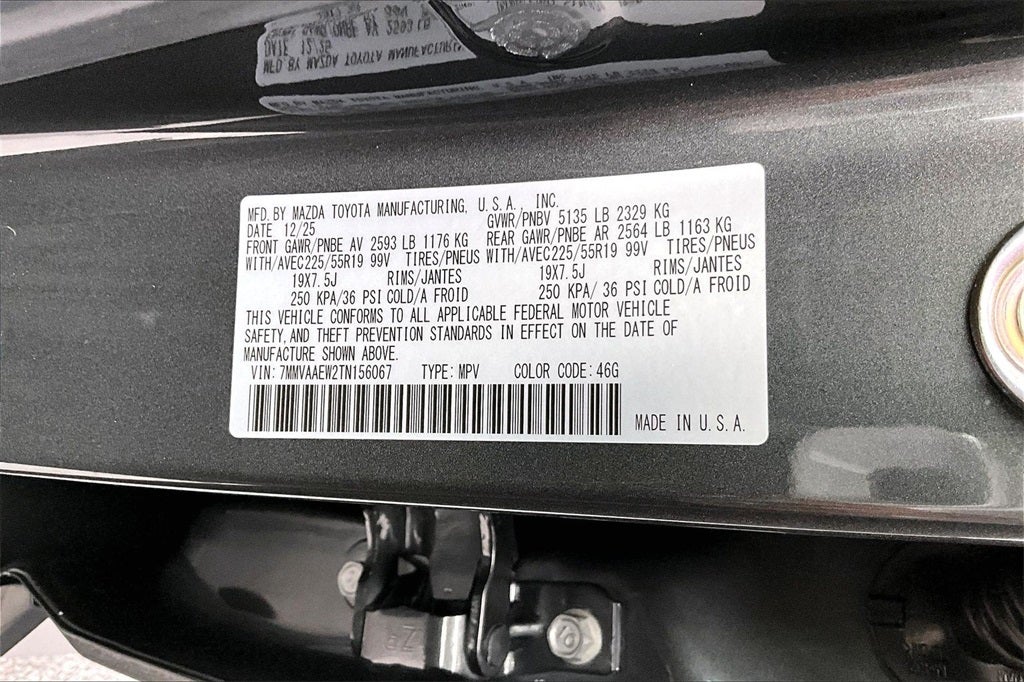 MFD. BY MAZDA TOYOTA MANUFACTURING, U.S.A., INC.
DATE 12/25 GVWR/PNBV 5135 LB 2329 KG
FRONT GAWR/PNBE AV 2593 LB 1176 KG REAR GAWR/PNBE AR 2564 LB 1163 KG
WITH/AVEC225/55R19 99V TIRES/PNEUS WITH/AVEC225/55R19 99V TIRES/PNEUS
19X7.5J RIMS/JANTES 19X7.5J RIMS/JANTES
250 KPA/36 PSI COLD/A FROID 250 KPA/ 36 PSI COLD/A FROID
THIS VEHICLE CONFORMS TO ALL APPLICABLE FEDERAL MOTOR VEHICLE
SAFETY, AND THEFT PREVENTION STANDARDS IN EFFECT ON THE DATE OF
MANUFACTURE SHOWN ABOVE.
VIN: 7MMVAAEW2TN156067 TYPE: MPV COLOR CODE: 46G
MADE IN U.S.A.